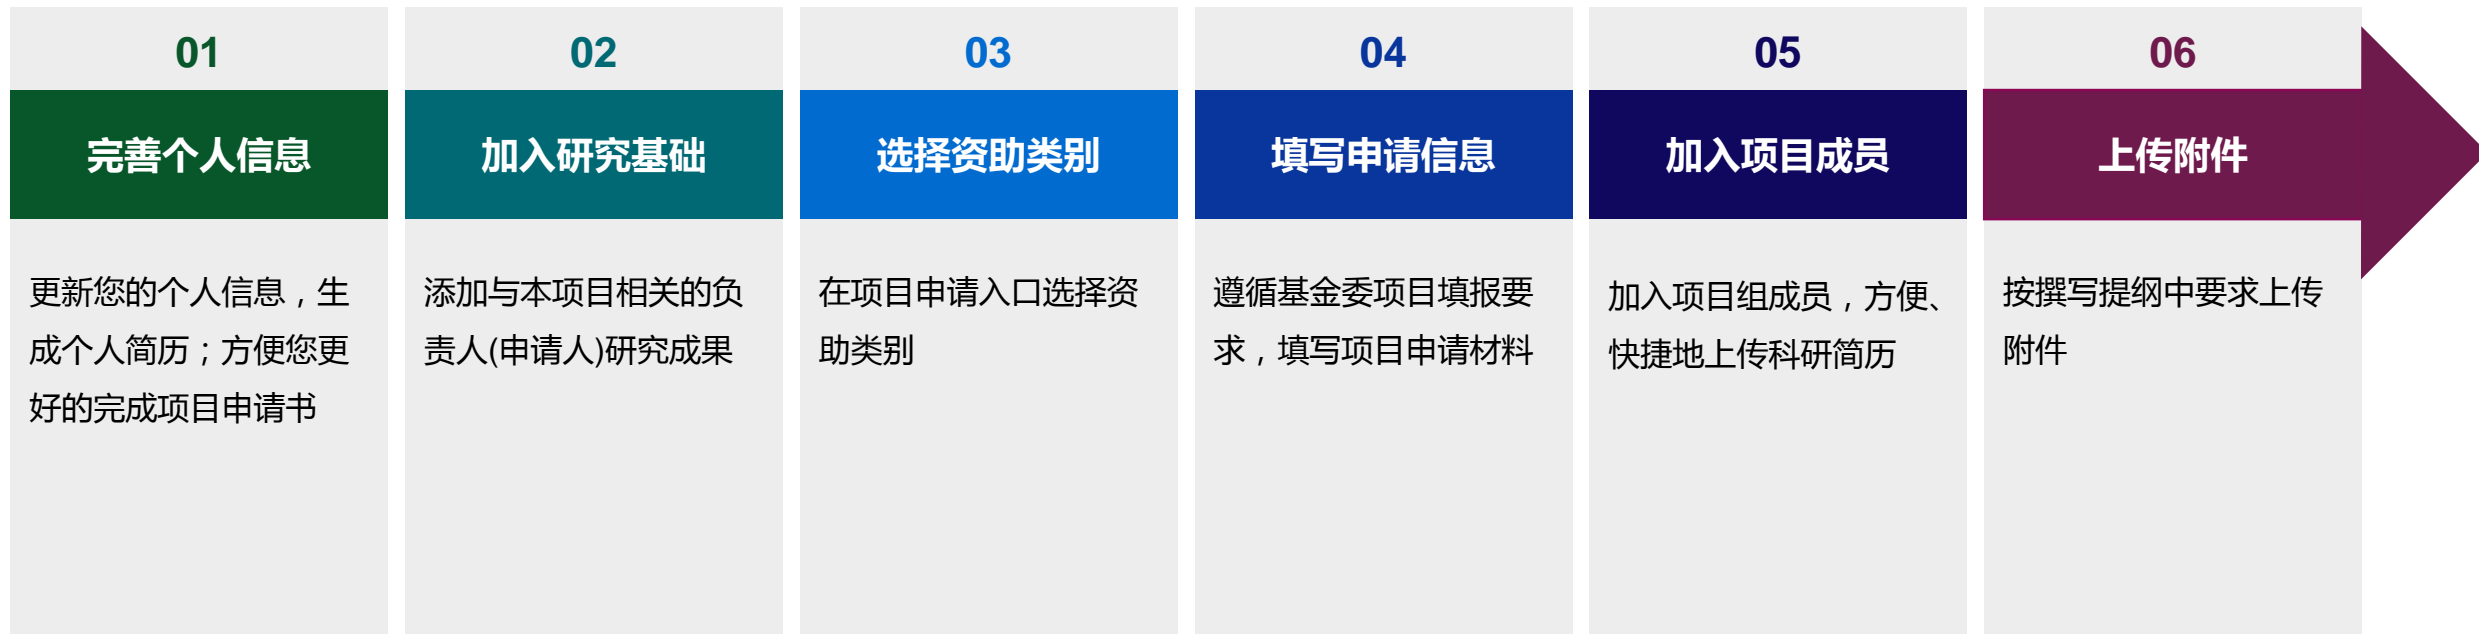 01
完善个人信息
更新您的个人信息，生
成个人简历；方便您更
好的完成项目申请书
02
加入研究基础
添加与本项目相关的负
责人(申请人)研究成果
03
选择资助类别
在项目申请入口选择资
助类别
04
填写申请信息
遵循基金委项目填报要
求，填写项目申请材料
05
加入项目成员
加入项目组成员，方便、
快捷地上传科研简历
06
上传附件
按撰写提纲中要求上传
附件